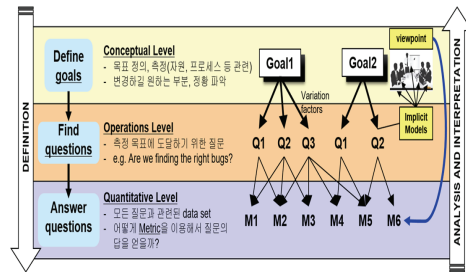 DEFINITION
Define
goals
Conceptual Level
- 목표 정의, 측정(자원, 프로세스 등 관련)
- 변경하길 원하는 부분, 정황 파악
Goal1
Goal2
viewpoint
Variation
factors
Implicit
Models
Find
questions
Operations Level
- 측정 목표에 도달하기 위한 질문
- e.g. Are we finding the right bugs?
Q1 Q2 Q3 Q1 Q2
Answer
questions
Quantitative Level
- 모든 질문과 관련된 data set
- 어떻게 Metric을 이용해서 질문의
답을 얻을까?
M1 M2 M3 M4 M5 M6
ANALYSIS AND INTERPRETATION